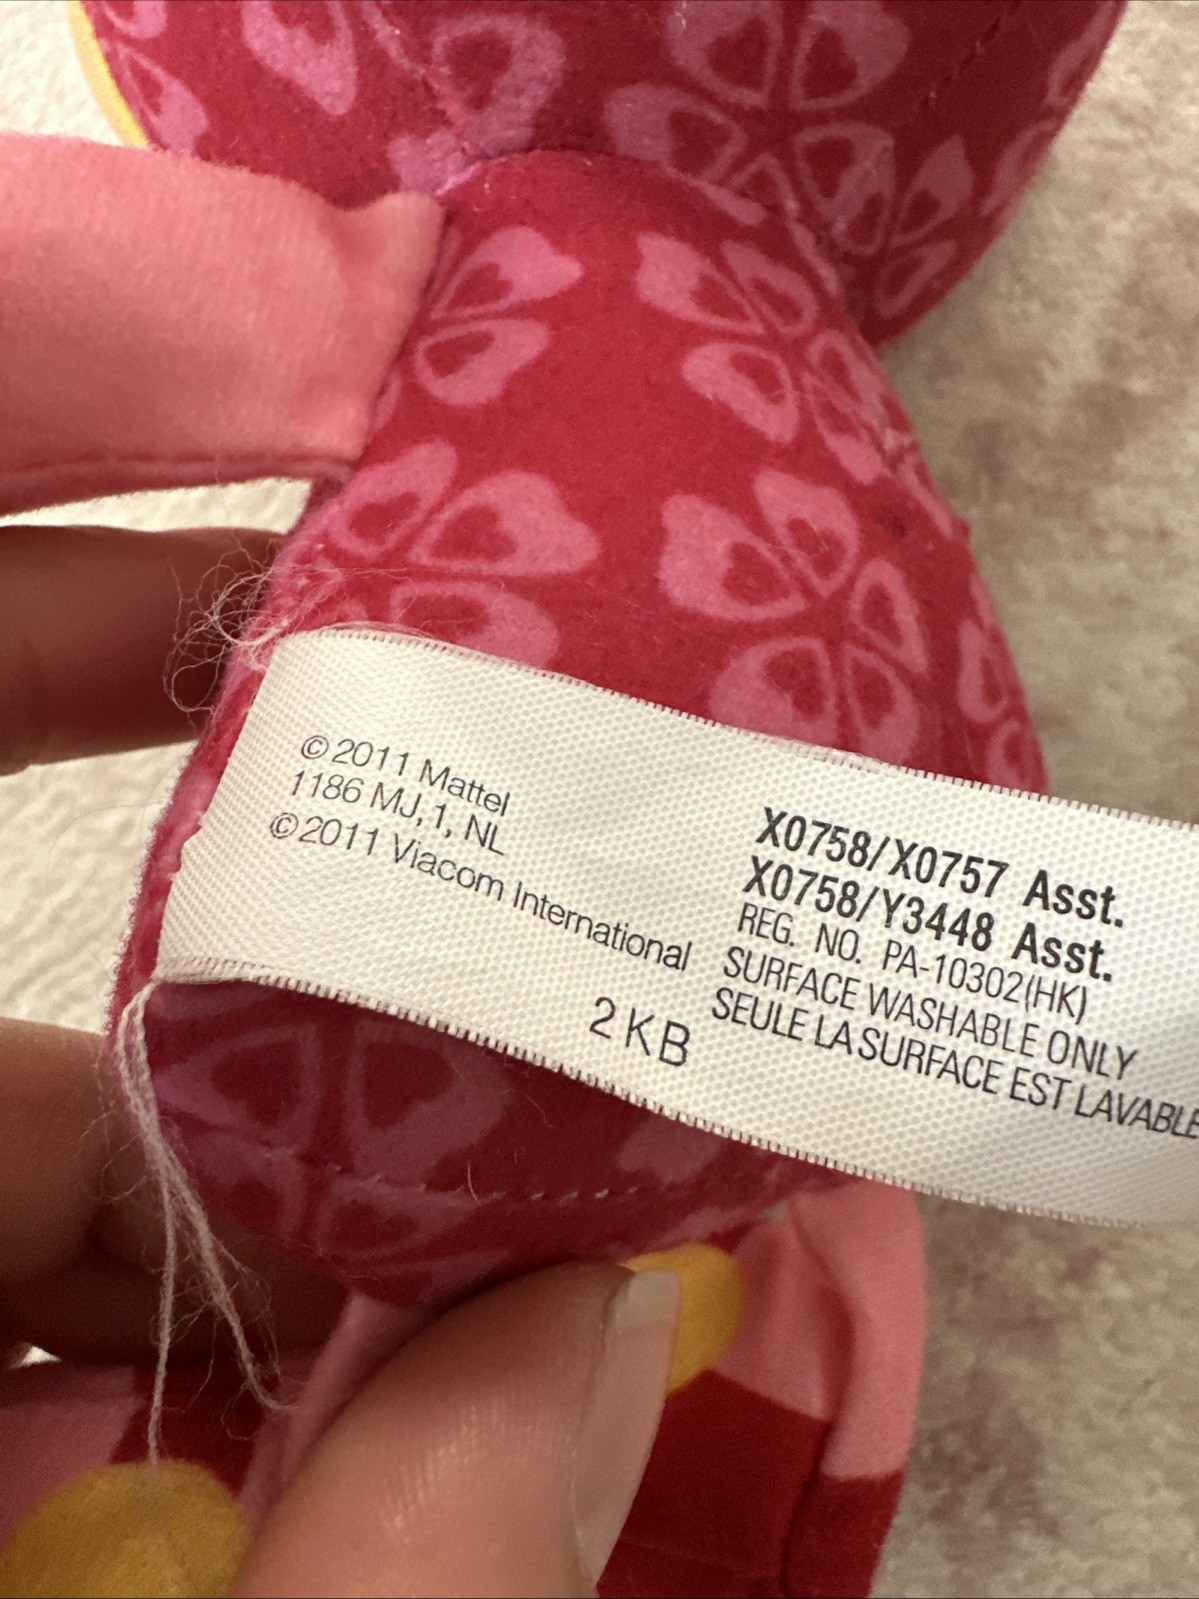 © 2011 Mattel
1186 MJ,1, NL
©2011 Viacom International
2KB
X0758/X0757 Asst.
X0758/Y3448 Asst.
REG. NO. PA-10302(HK)
SURFACE WASHABLE ONLY
SEULE LA SURFACE EST LAVABLE